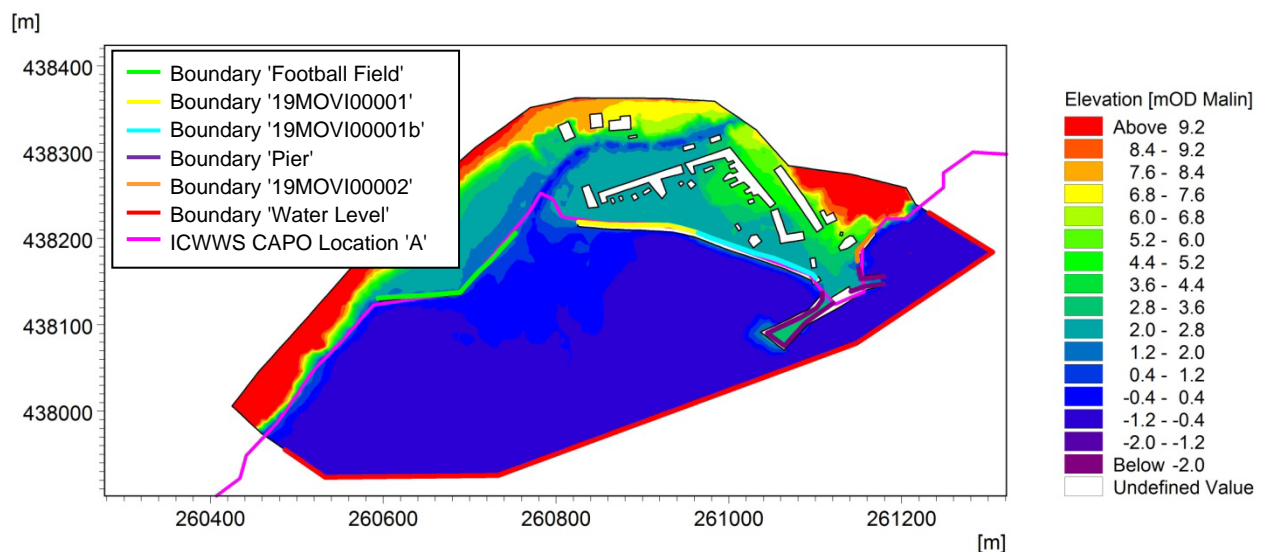 [m]
438400
438300
438200
438100
438000
Boundary 'Football Field'
Boundary '19MOVI00001'
Boundary '19MOVI00001b'
Boundary 'Pier'
Boundary '19MOVI00002'
Boundary 'Water Level'
ICWWS CAPO Location 'A'
260400 260600 260800 261000 261200
[m]
Elevation [mOD Malin]
Above 9.2
8.4 - 9.2
7.6 - 8.4
6.8 - 7.6
6.0 - 6.8
5.2 - 6.0
4.4 - 5.2
3.6 - 4.4
2.8 - 3.6
2.0 - 2.8
1.2 - 2.0
0.4 - 1.2
-0.4 - 0.4
-1.2 - -0.4
-2.0 - -1.2
Below -2.0
Undefined Value